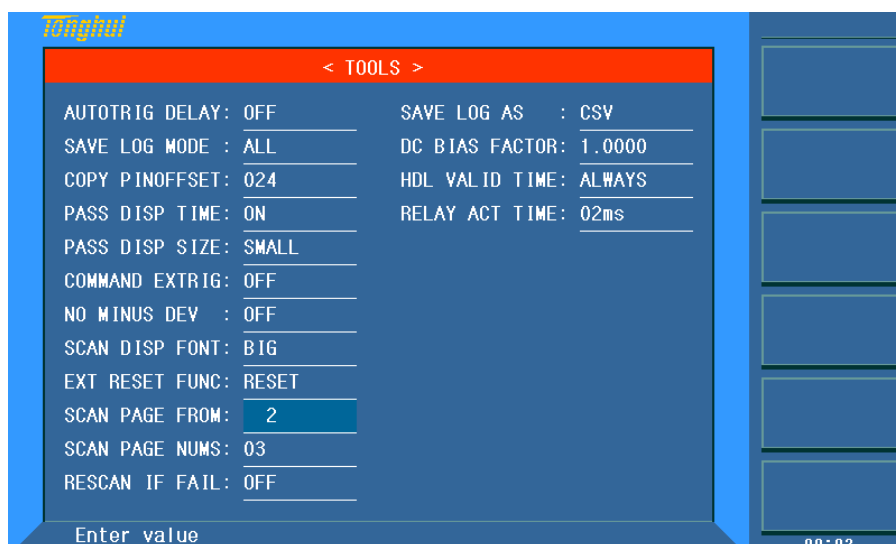 Tonghui
< TOOLS >
AUTOTRIG DELAY: OFF
SAVE LOG MODE : ALL
COPY PINOFFSET: 024
PASS DISP TIME: ON
PASS DISP SIZE: SMALL
COMMAND EXTRIG: OFF
NO MINUS DEV : OFF
SCAN DISP FONT: BIG
EXT RESET FUNC: RESET
SCAN PAGE FROM: 2
SCAN PAGE NUMS: 03
RESCAN IF FAIL: OFF
SAVE LOG AS : CSV
DC BIAS FACTOR: 1.0000
HDL VALID TIME: ALWAYS
RELAY ACT TIME: 02ms
Enter value